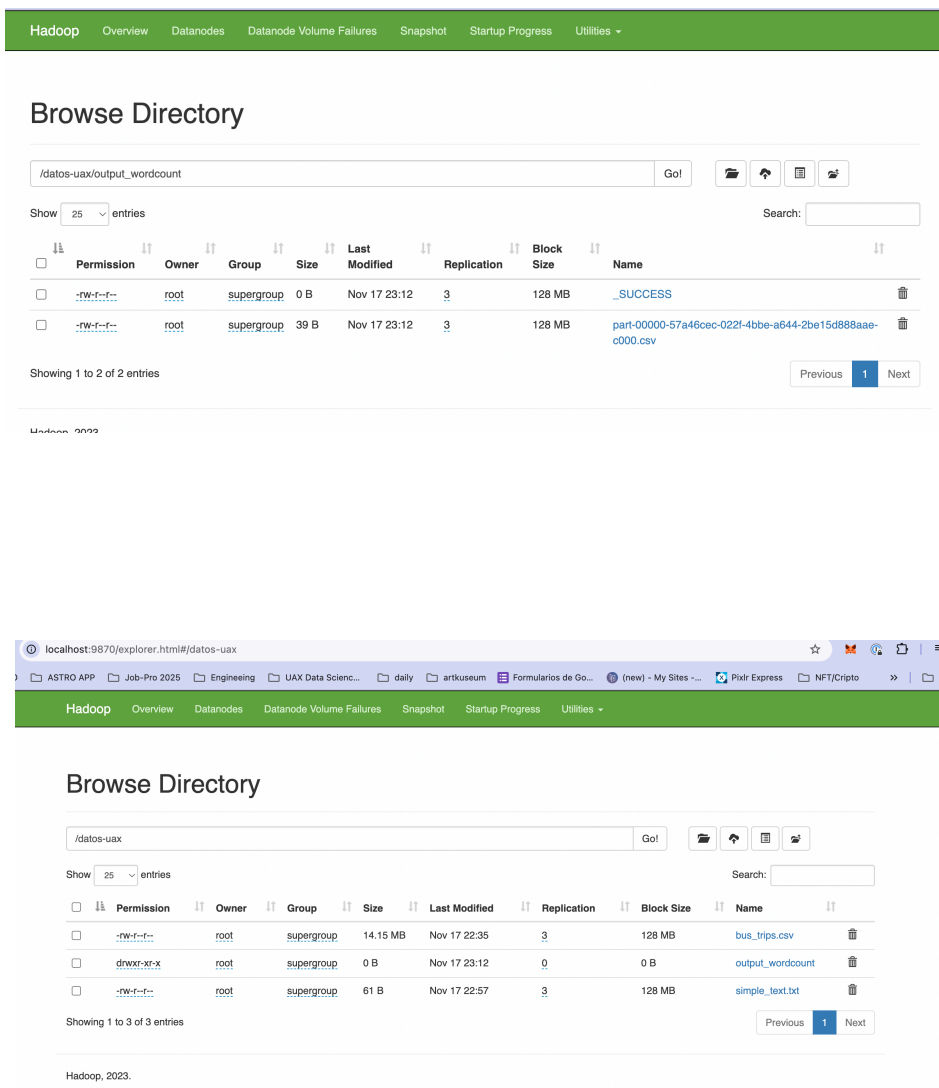 Hadoop Overview Datanodes Datanode Volume Failures Snapshot Startup Progress Utilities
Browse Directory
/datos-uax/output_wordcount Go!
Show 25 entries Search:
Permission Owner Group Size Last Modified Replication Block Size Name
-rw-r--r-- root supergroup 0 B Nov 17 23:12 3 128 MB _SUCCESS
-rw-r--r-- root supergroup 39 B Nov 17 23:12 3 128 MB part-00000-57a46cec-022f-4bbe-a644-2be15d888aae-
c000.csv
Showing 1 to 2 of 2 entries Previous 1 Next
Hadoop, 2023.
localhost:9870/explorer.html#/datos-uax
ASTRO APP Job-Pro 2025 Engineeing UAX Data Scienc... daily artkuseum Formularios de Go... (new) - My Sites -... Pixlr Express NFT/Cripto »
Hadoop Overview Datanodes Datanode Volume Failures Snapshot Startup Progress Utilities
Browse Directory
/datos-uax Go!
Show 25 entries Search:
Permission Owner Group Size Last Modified Replication Block Size Name
-rw-r--r-- root supergroup 14.15 MB Nov 17 22:35 3 128 MB bus_trips.csv
drwxr-xr-x root supergroup 0 B Nov 17 23:12 0 0 B output_wordcount
-rw-r--r-- root supergroup 61 B Nov 17 22:57 3 128 MB simple_text.txt
Showing 1 to 3 of 3 entries Previous 1 Next
Hadoop, 2023.